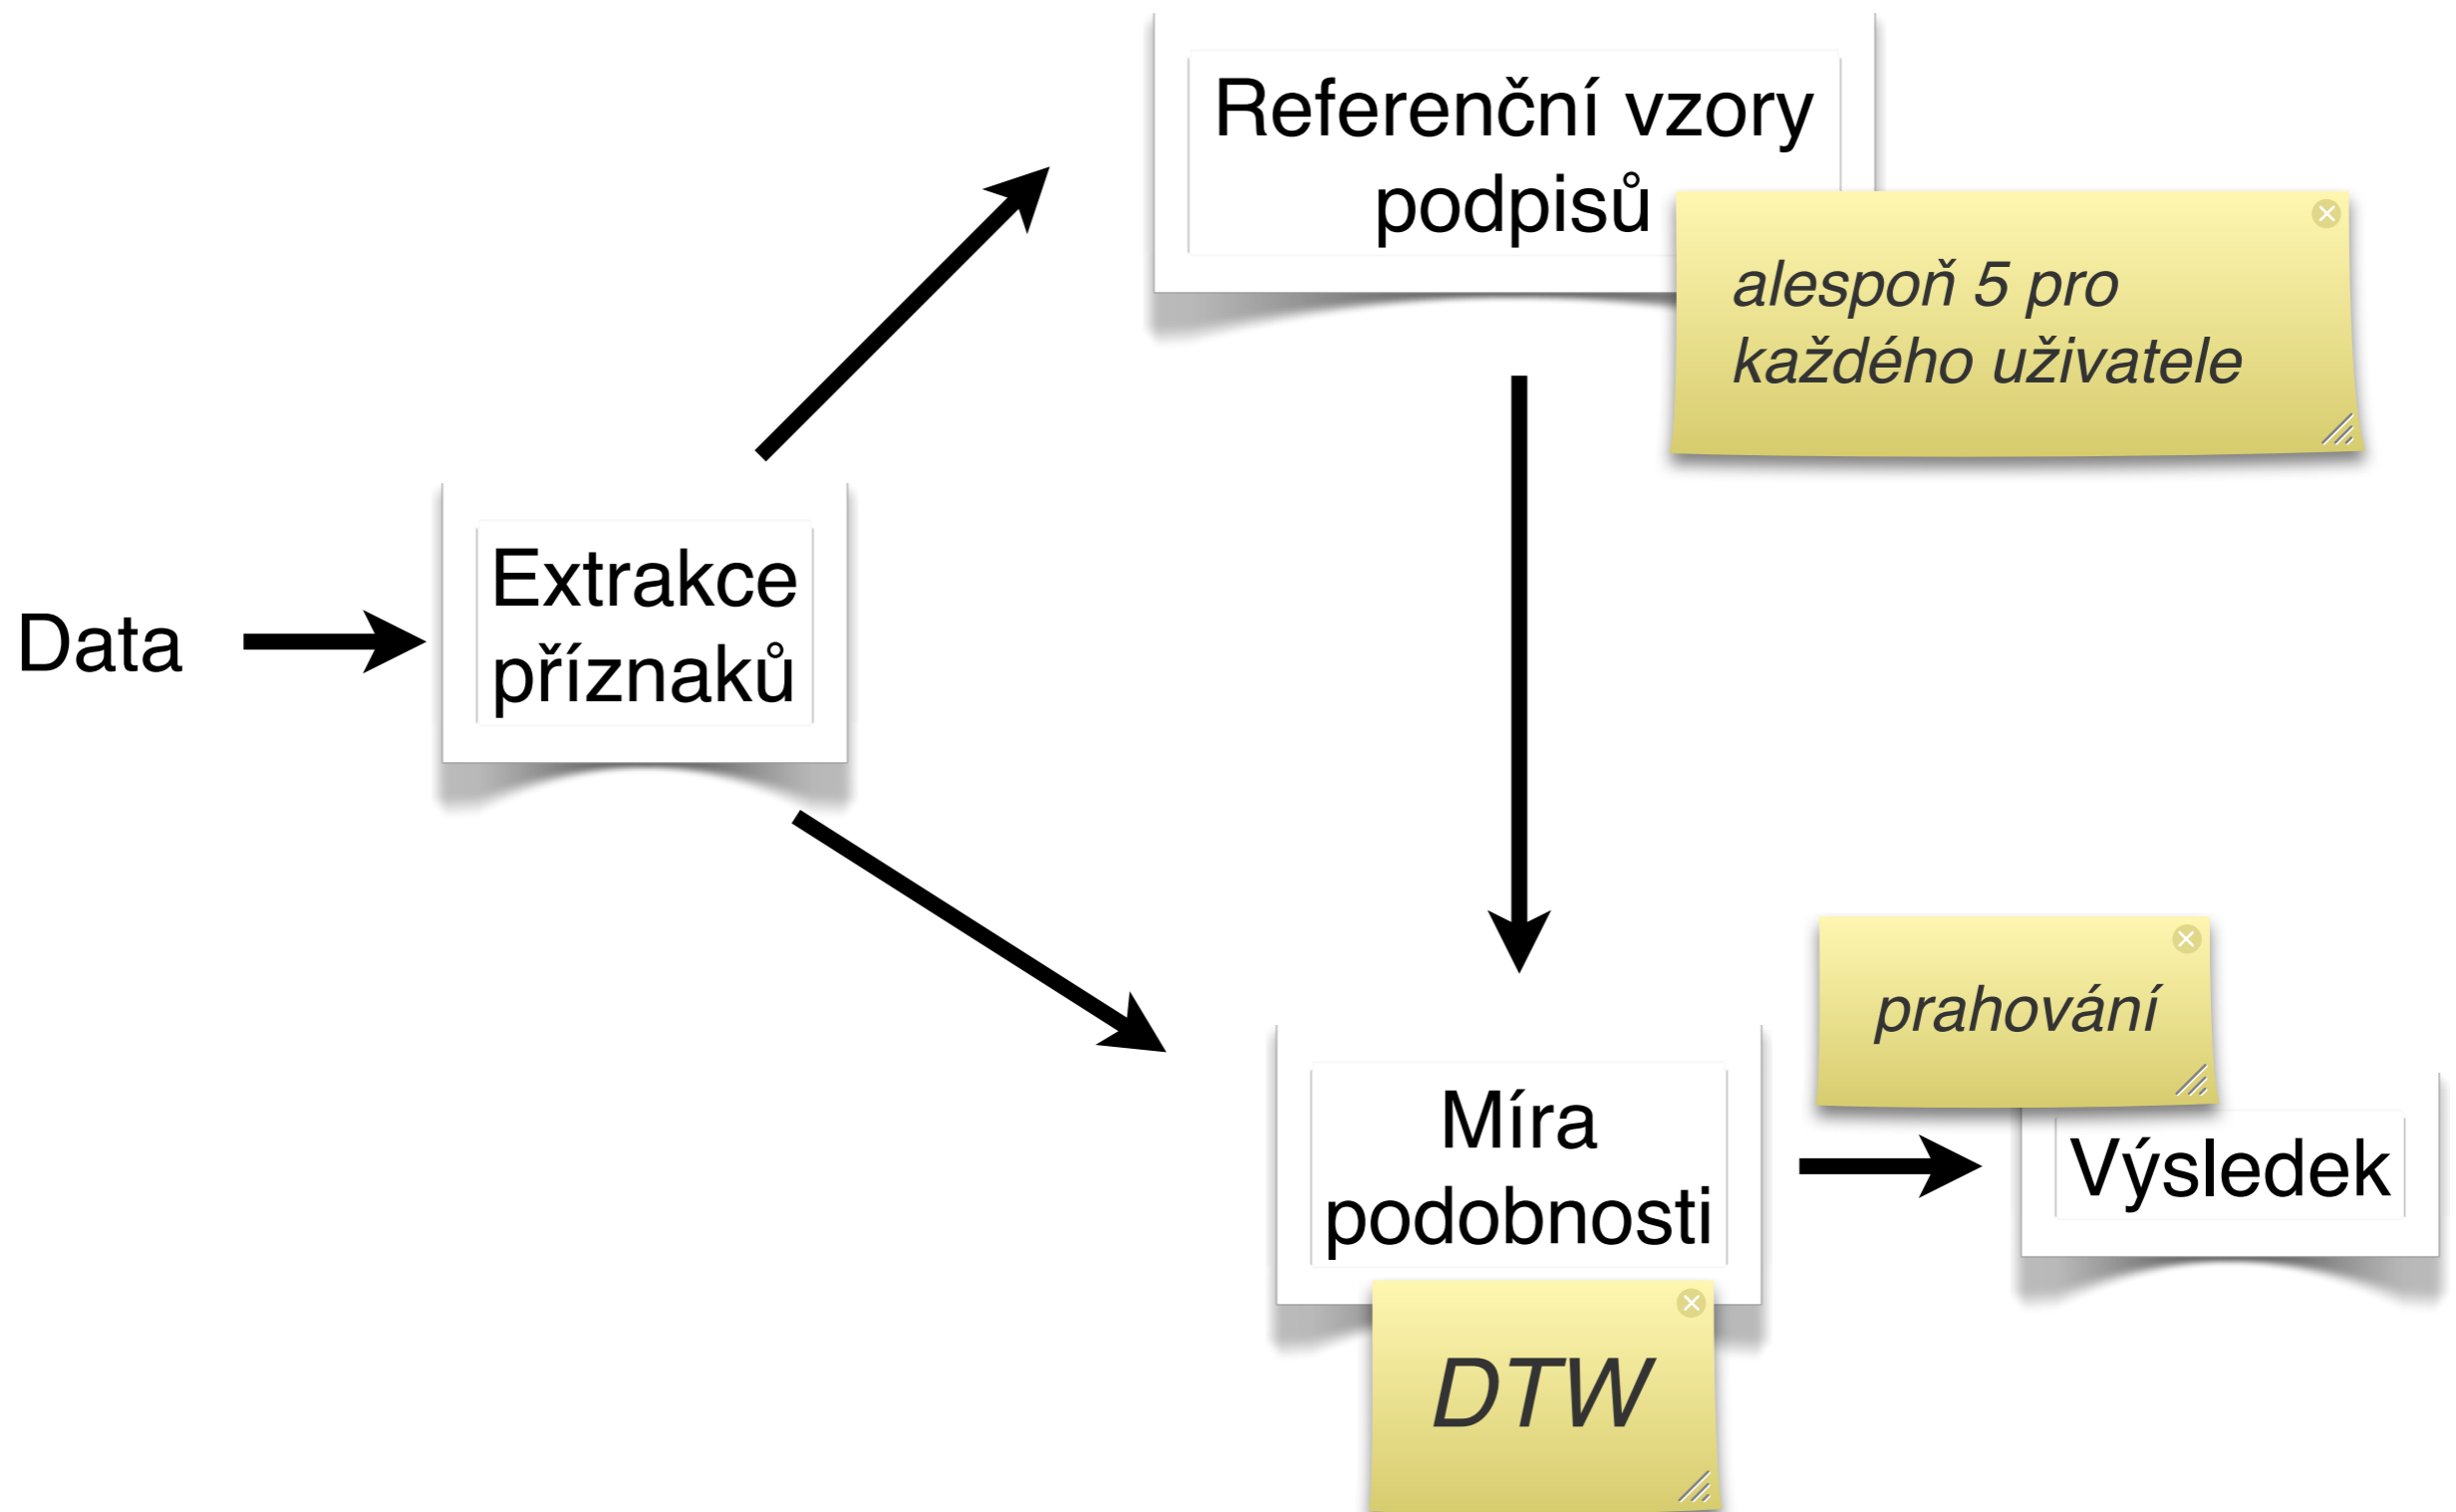 Referenční vzory
podpisů
alespoň 5 pro
každého uživatele
Data
Extrakce
příznaků
prahování
Míra
podobnosti
Výsledek
DTW